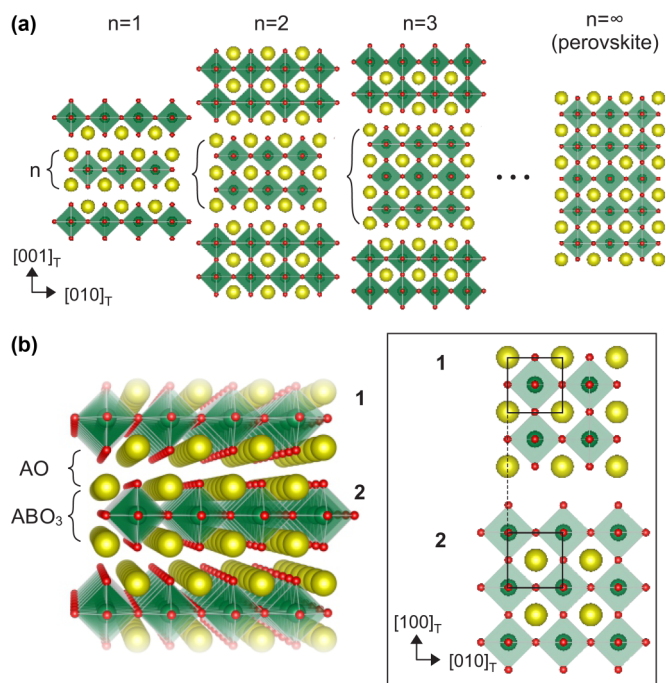 (a)
n=1
n=2
n=3
n=∞
(perovskite)
n
...
[001]T
[010]T
(b)
1
AO
2
ABO₃
1
2
[100]T
[010]T